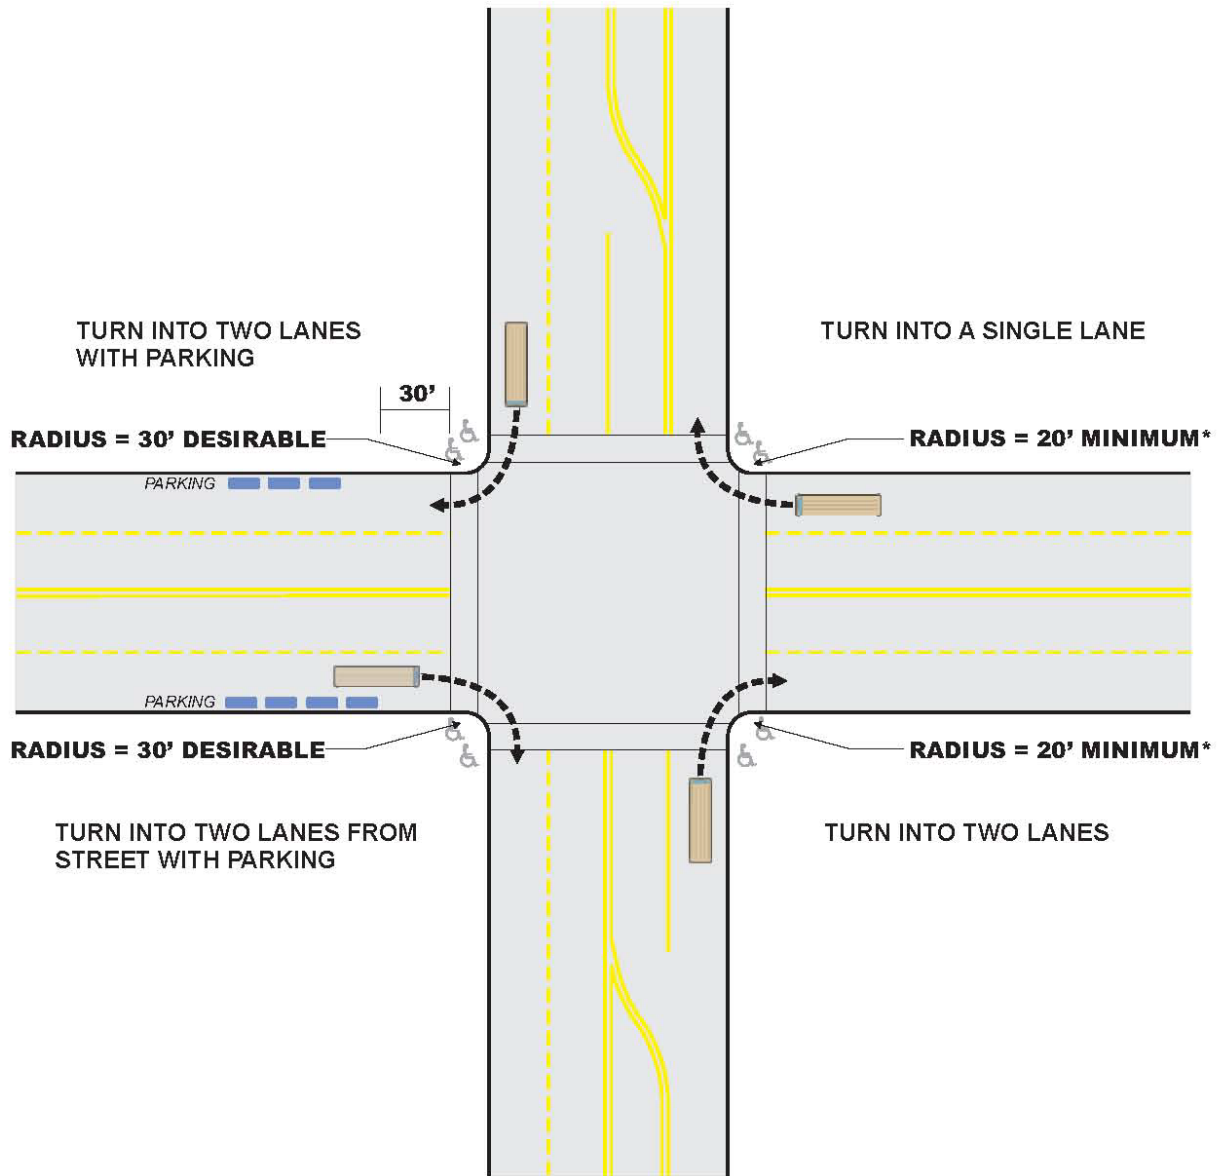 TURN INTO TWO LANES
WITH PARKING
TURN INTO A SINGLE LANE
30’
RADIUS = 30’ DESIRABLE
RADIUS = 20’ MINIMUM*
PARKING
PARKING
RADIUS = 30’ DESIRABLE
RADIUS = 20’ MINIMUM*
TURN INTO TWO LANES FROM
STREET WITH PARKING
TURN INTO TWO LANES